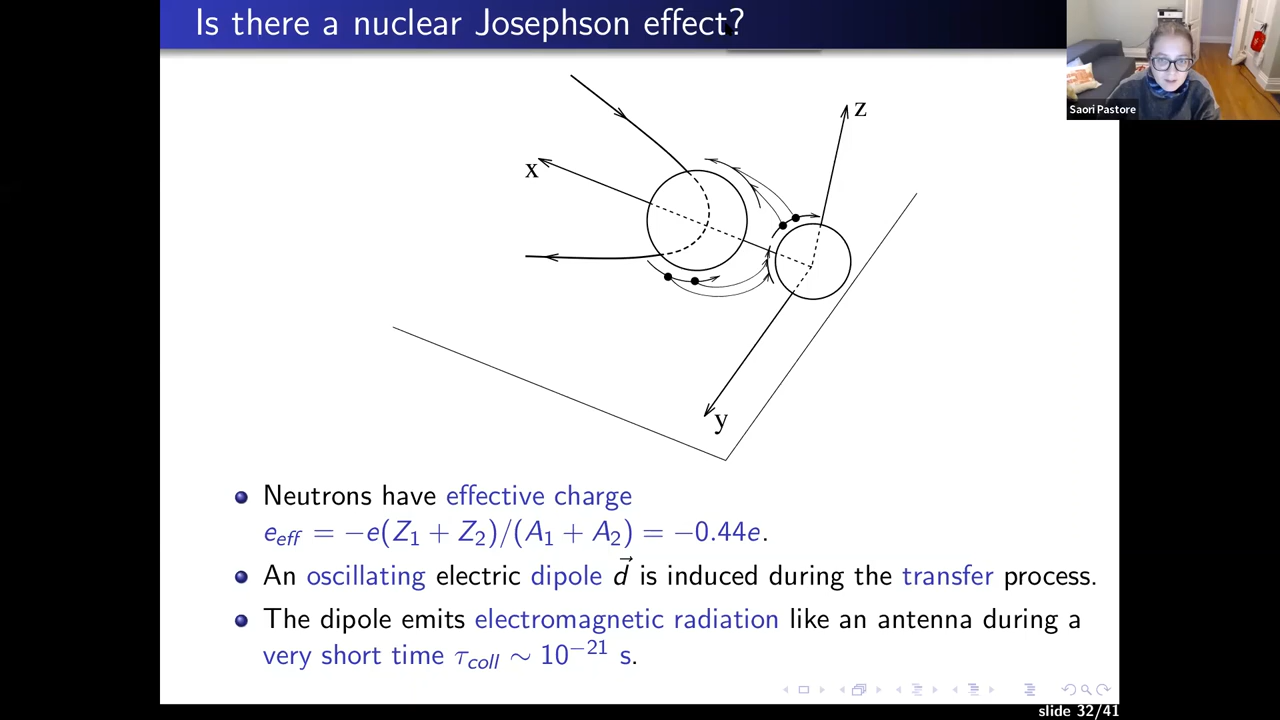 Is there a nuclear Josephson effect?
Saori Pastore
z
x
y
Neutrons have effective charge
e_eff = −e(Z₁ + Z₂)/(A₁ + A₂) = −0.44e.
An oscillating electric dipole d⃗ is induced during the transfer process.
The dipole emits electromagnetic radiation like an antenna during a
very short time τ_coll ∼ 10⁻²¹ s.
slide 32/41